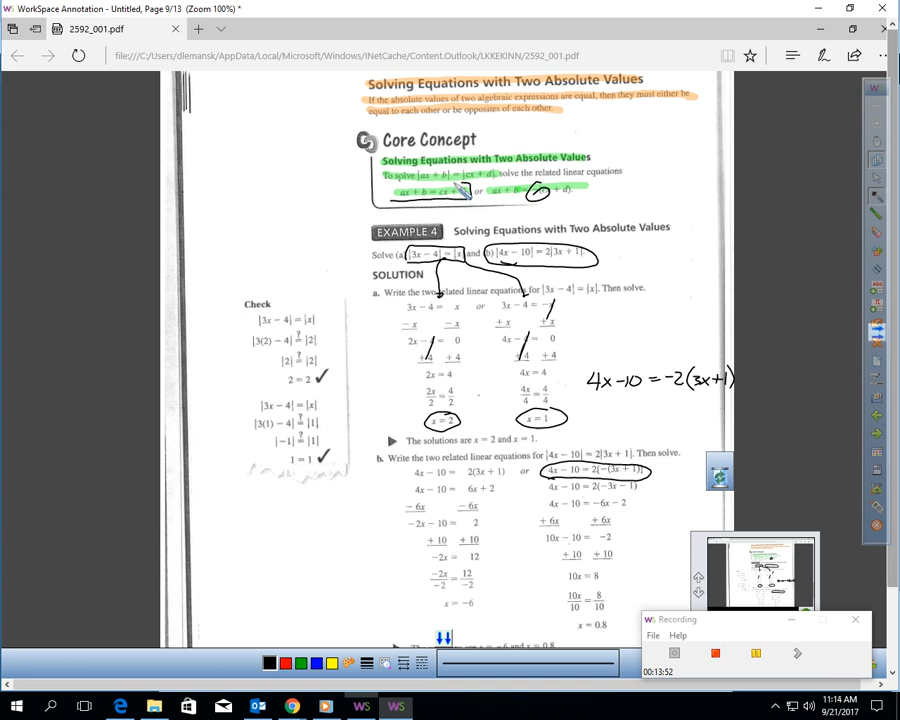 WorkSpace Annotation - Untitled, Page 9/13 (Zoom 100%) *
2592_001.pdf
file:///C:/Users/dlemansk/AppData/Local/Microsoft/Windows/INetCache/Content.Outlook/LKKEKINN/2592_001.pdf
Solving Equations with Two Absolute Values
If the absolute values of two algebraic expressions are equal, then they must either be
equal to each other or be opposites of each other.
Core Concept
Solving Equations with Two Absolute Values
To solve |ax + b| = |cx + d|, solve the related linear equations
ax + b = cx + or ax + b + d).
EXAMPLE 4 Solving Equations with Two Absolute Values
Solve (a) |3x − 4| = |x| and (b) |4x − 10| = 2|3x + 1|.
SOLUTION
a. Write the two related linear equations for |3x − 4| = |x|. Then solve.
3x − 4 = x or 3x − 4 = −x
− x − x + x + x
2x − 4 = 0 4x − 4 = 0
+ 4 + 4 + 4 + 4
2x = 4 4x = 4
2x/2 = 4/2 4x/4 = 4/4
x = 2 x = 1
The solutions are x = 2 and x = 1.
b. Write the two related linear equations for |4x − 10| = 2|3x + 1|. Then solve.
4x − 10 = 2(3x + 1) or 4x − 10 = 2[−(3x + 1)]
4x − 10 = 6x + 2 4x − 10 = 2(−3x − 1)
− 6x − 6x 4x − 10 = −6x − 2
−2x − 10 = 2 + 6x + 6x
+ 10 + 10 10x − 10 = −2
−2x = 12 + 10 + 10
−2x/−2 = 12/−2 10x = 8
x = −6 10x/10 = 8/10
x = 0.8
Check
|3x − 4| = |x|
|3(2) − 4| ≟ |2|
|2| ≟ |2|
2 = 2 ✓
|3x − 4| = |x|
|3(1) − 4| ≟ |1|
|−1| ≟ |1|
1 = 1 ✓
4x-10 = -2(3x+1)
Recording
File Help
00:13:52
11:14 AM
9/21/2017